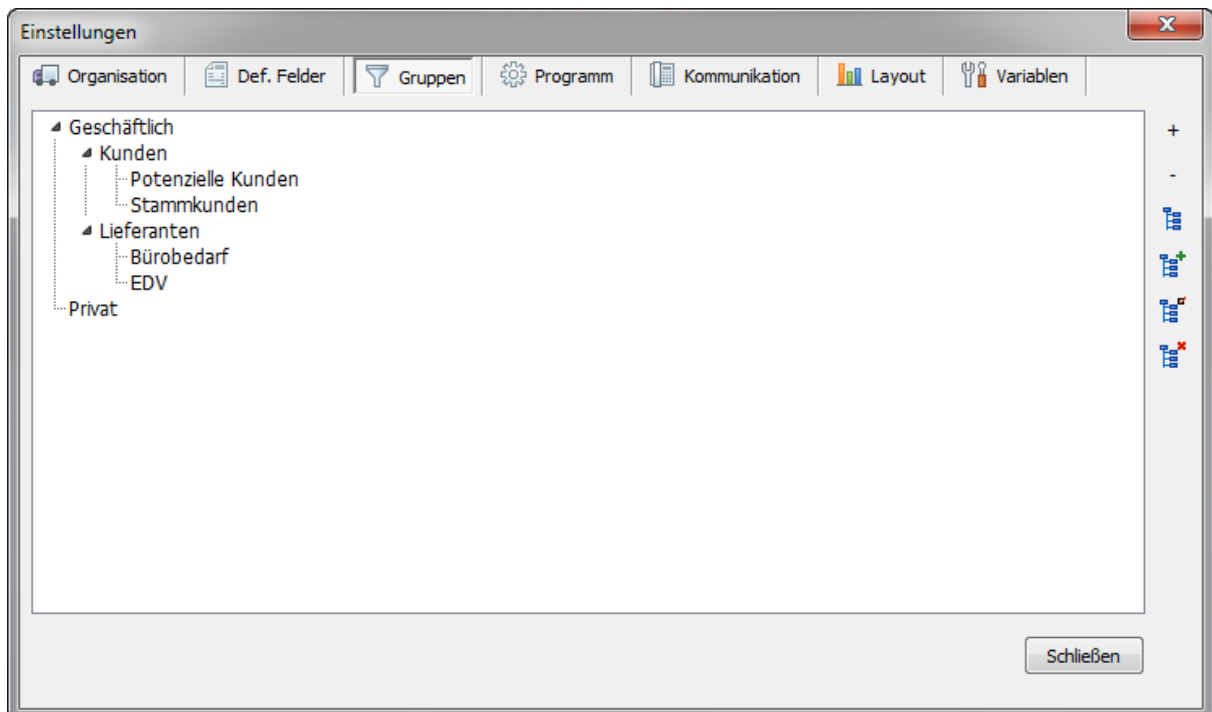 Einstellungen
Organisation Def. Felder Gruppen Programm Kommunikation Layout Variablen
Geschäftlich
Kunden
Potenzielle Kunden
Stammkunden
Lieferanten
Bürobedarf
EDV
Privat
+
-
Schließen